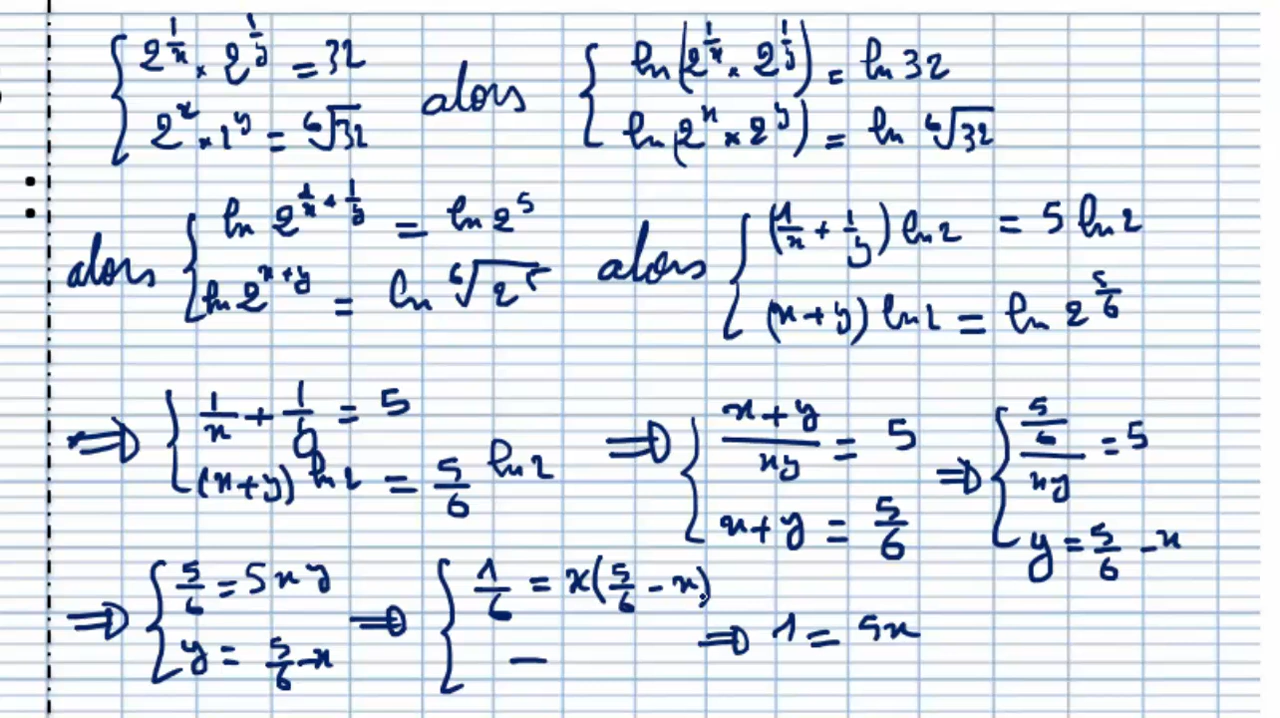 { 2^(1/x) × 2^(1/y) = 32 ; 2^x × 2^y = ⁶√32 alors { ln(2^(1/x) × 2^(1/y)) = ln 32 ; ln(2^x × 2^y) = ln ⁶√32
alors { ln 2^(1/x + 1/y) = ln 2^5 ; ln 2^(x+y) = ln ⁶√2^5 alors { (1/x + 1/y) ln 2 = 5 ln 2 ; (x+y) ln 2 = ln 2^(5/6)
⇒ { 1/x + 1/y = 5 ; (x+y) ln 2 = 5/6 ln 2 ⇒ { (x+y)/(xy) = 5 ; x+y = 5/6 ⇒ { (5/6)/(xy) = 5 ; y = 5/6 - x
⇒ { 5/6 = 5xy ; y = 5/6 - x ⇒ { 1/6 = x(5/6 - x) ; — ⇒ 1 = 5x